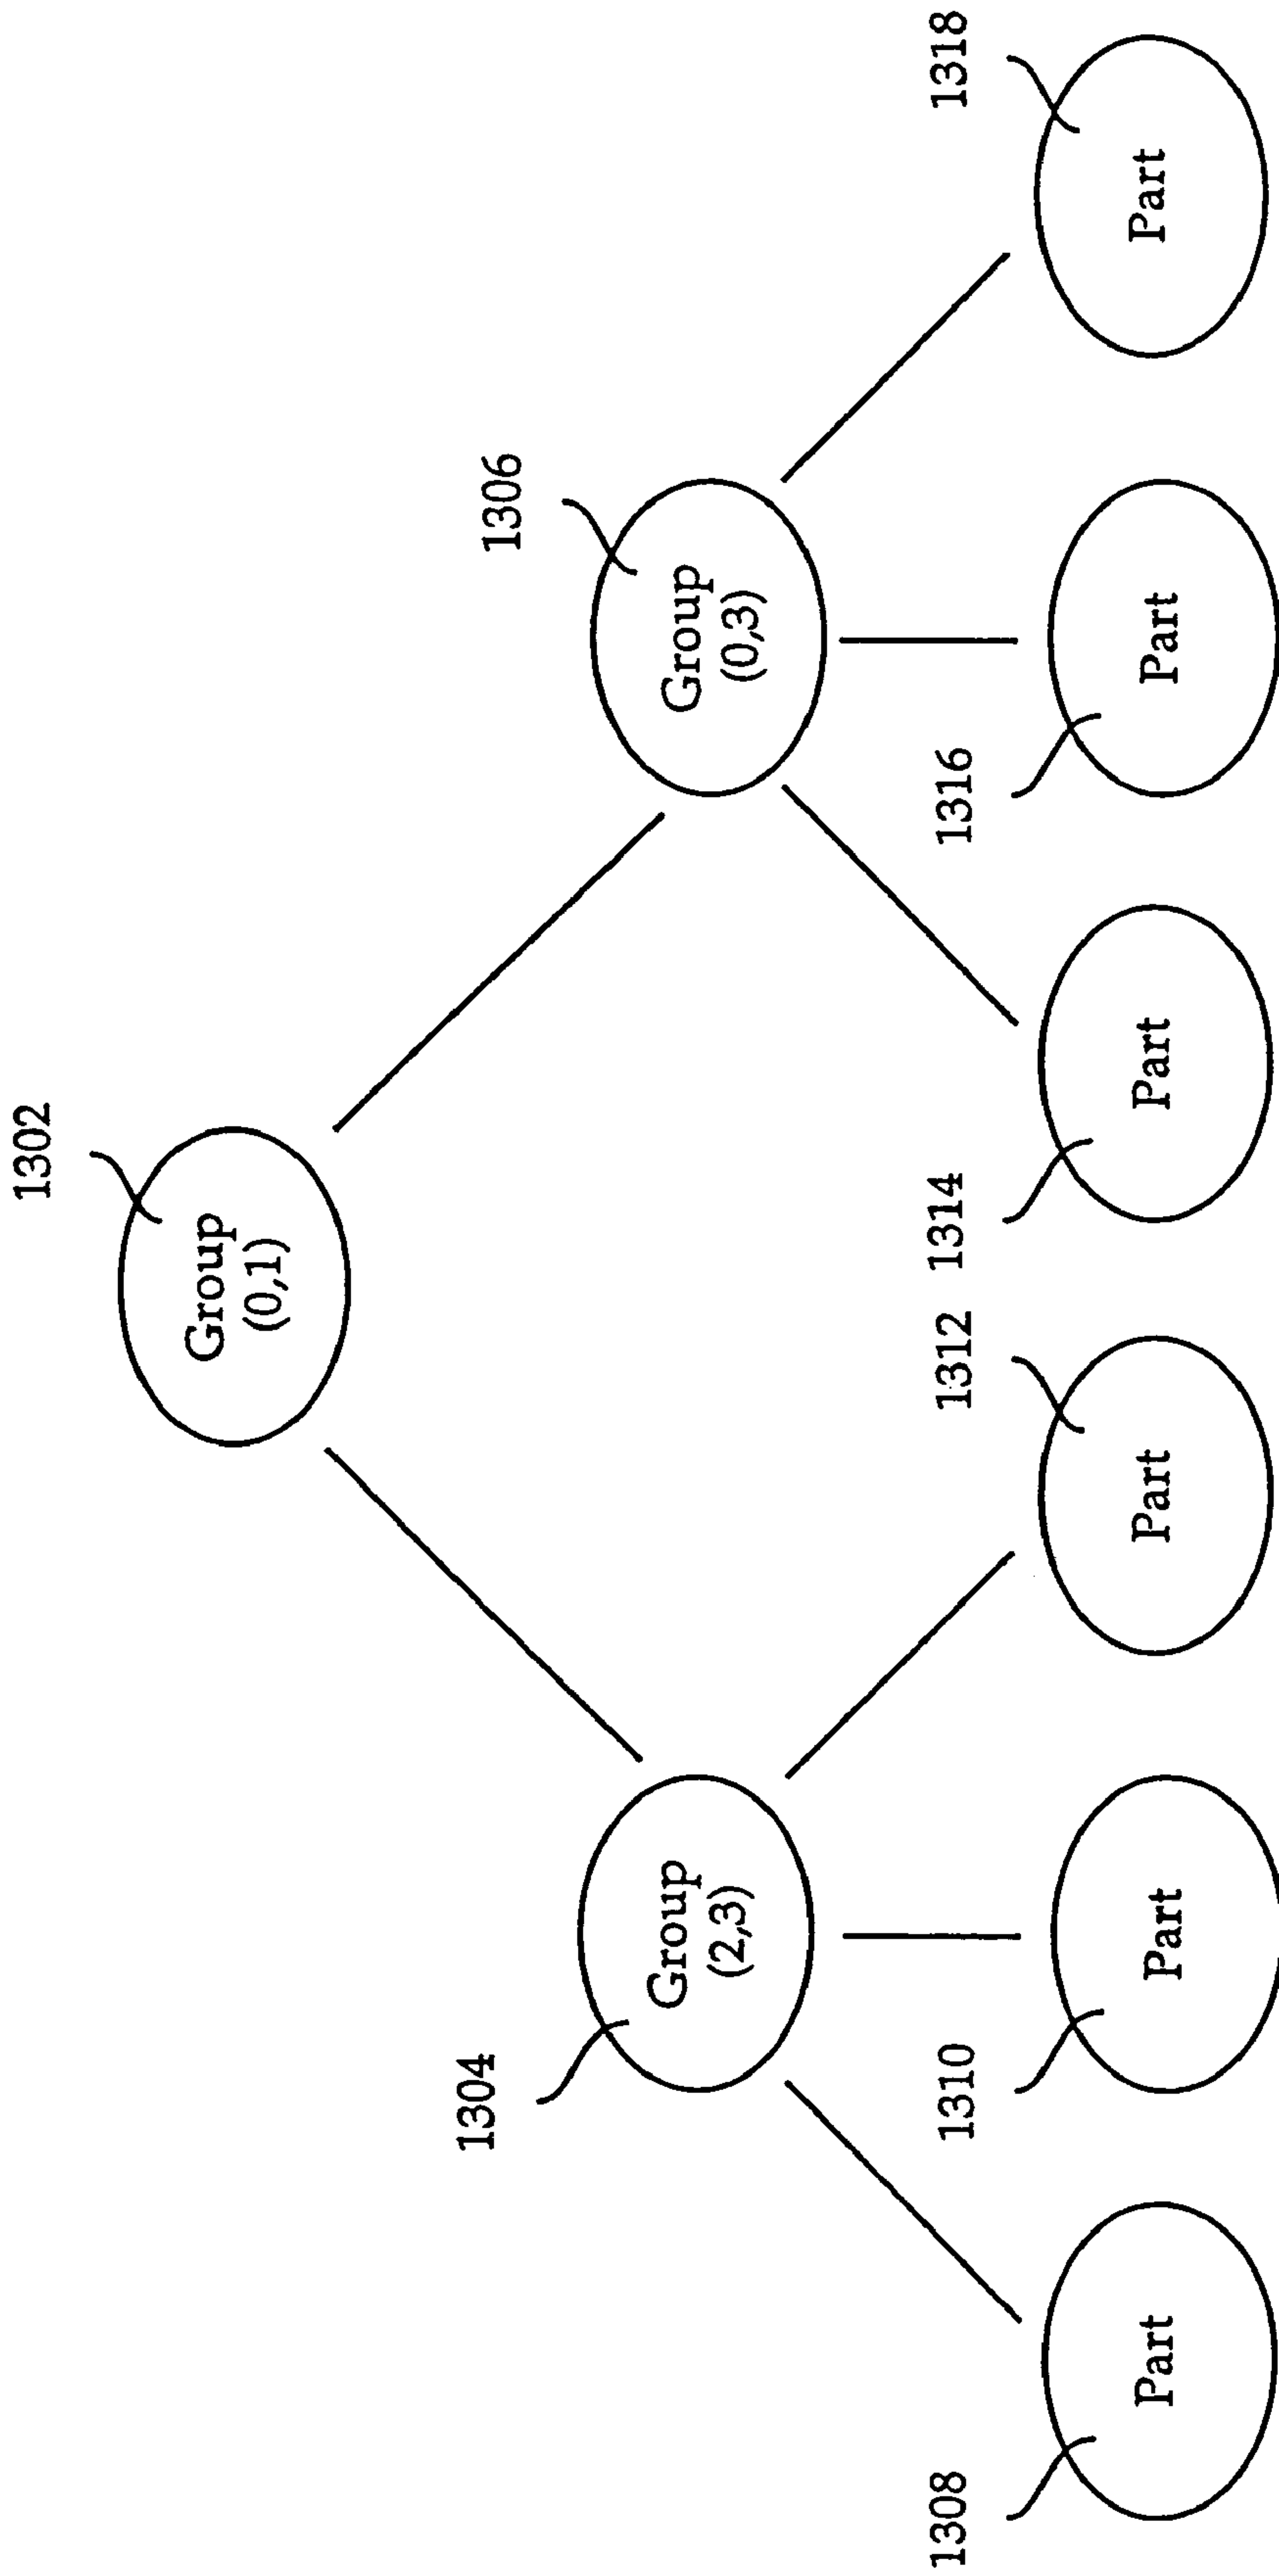 1302
Group
(0,1)
1304
Group
(2,3)
1306
Group
(0,3)
1308
Part
1310
Part
1312
Part
1314
Part
1316
Part
1318
Part